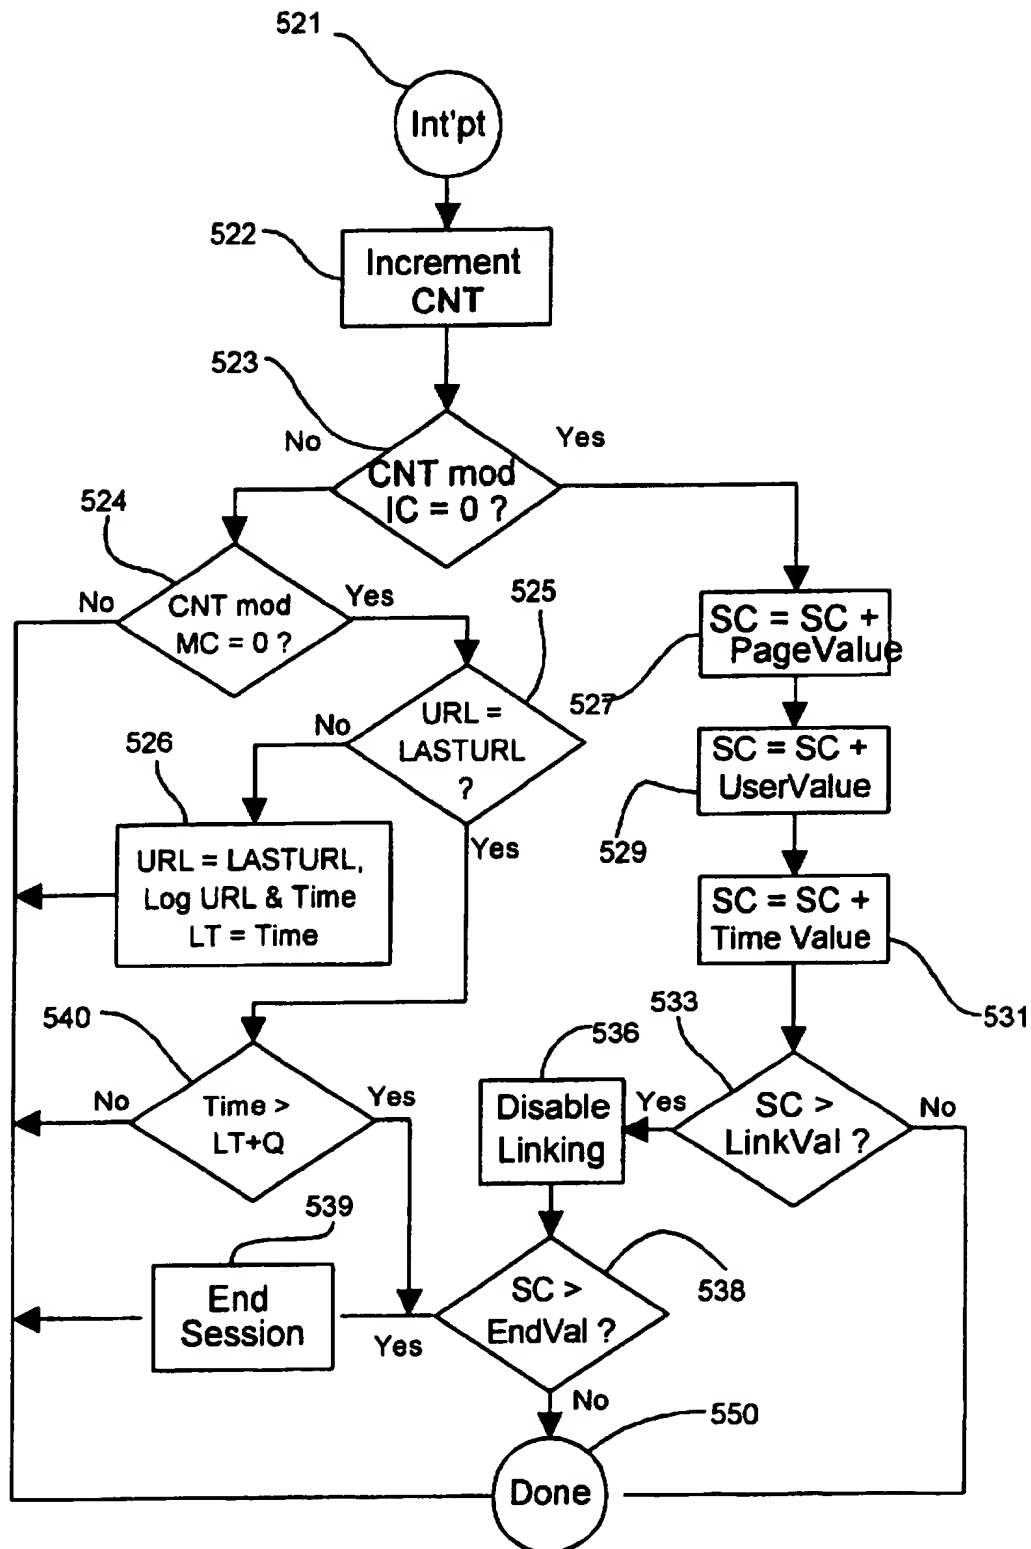 521
Int'pt
522
Increment
CNT
523
No
Yes
CNT mod
IC = 0 ?
524
No
CNT mod
MC = 0 ?
Yes
525
URL =
LASTURL
?
No
Yes
526
URL = LASTURL,
Log URL & Time
LT = Time
SC = SC +
PageValue
527
SC = SC +
UserValue
529
SC = SC +
Time Value
531
540
No
Time >
LT+Q
Yes
533
SC >
LinkVal ?
Yes
No
536
Disable
Linking
539
End
Session
538
SC >
EndVal ?
Yes
No
550
Done